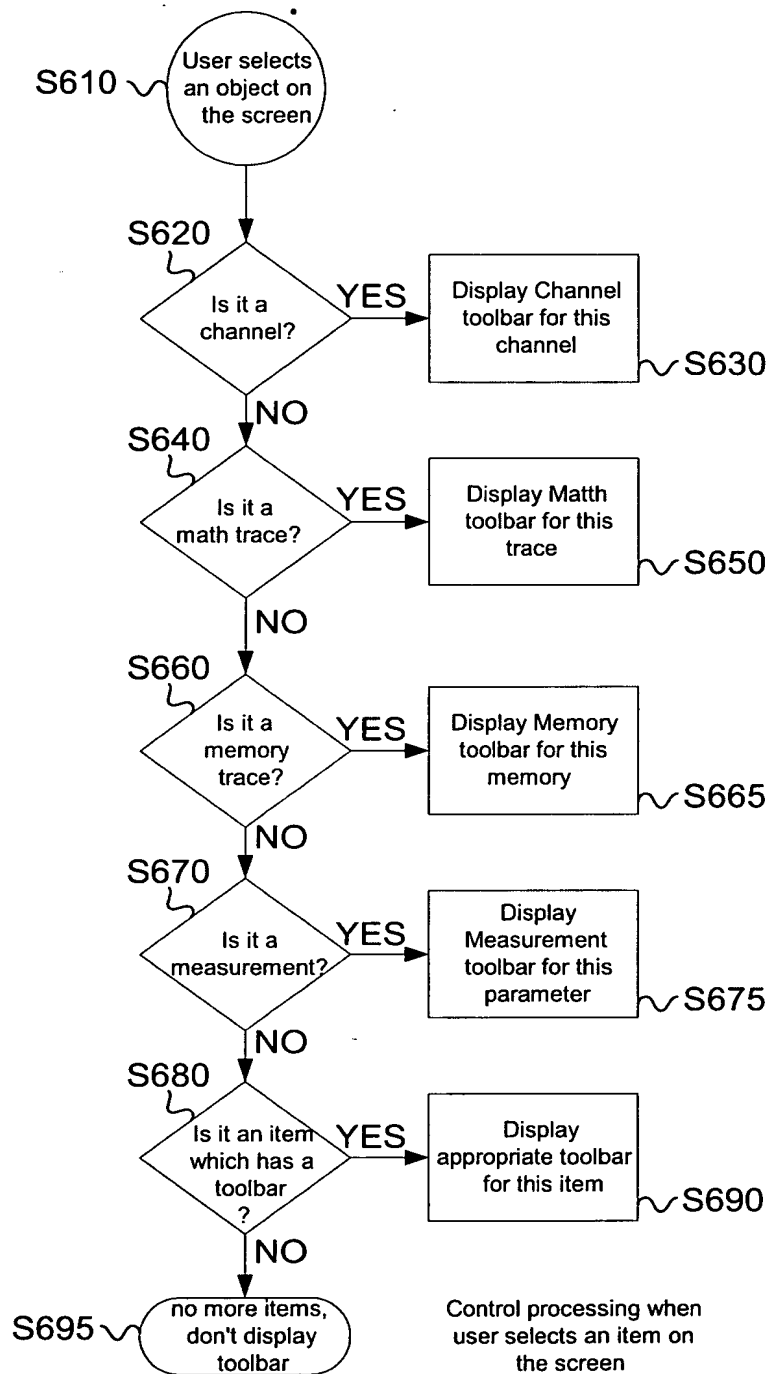 User selects
an object on
the screen
S610
S620
Is it a
channel?
YES
Display Channel
toolbar for this
channel
S630
NO
S640
Is it a
math trace?
YES
Display Matth
toolbar for this
trace
S650
NO
S660
Is it a
memory
trace?
YES
Display Memory
toolbar for this
memory
S665
NO
S670
Is it a
measurement?
YES
Display
Measurement
toolbar for this
parameter
S675
NO
S680
Is it an item
which has a
toolbar
?
YES
Display
appropriate toolbar
for this item
S690
NO
S695
no more items,
don't display
toolbar
Control processing when
user selects an item on
the screen